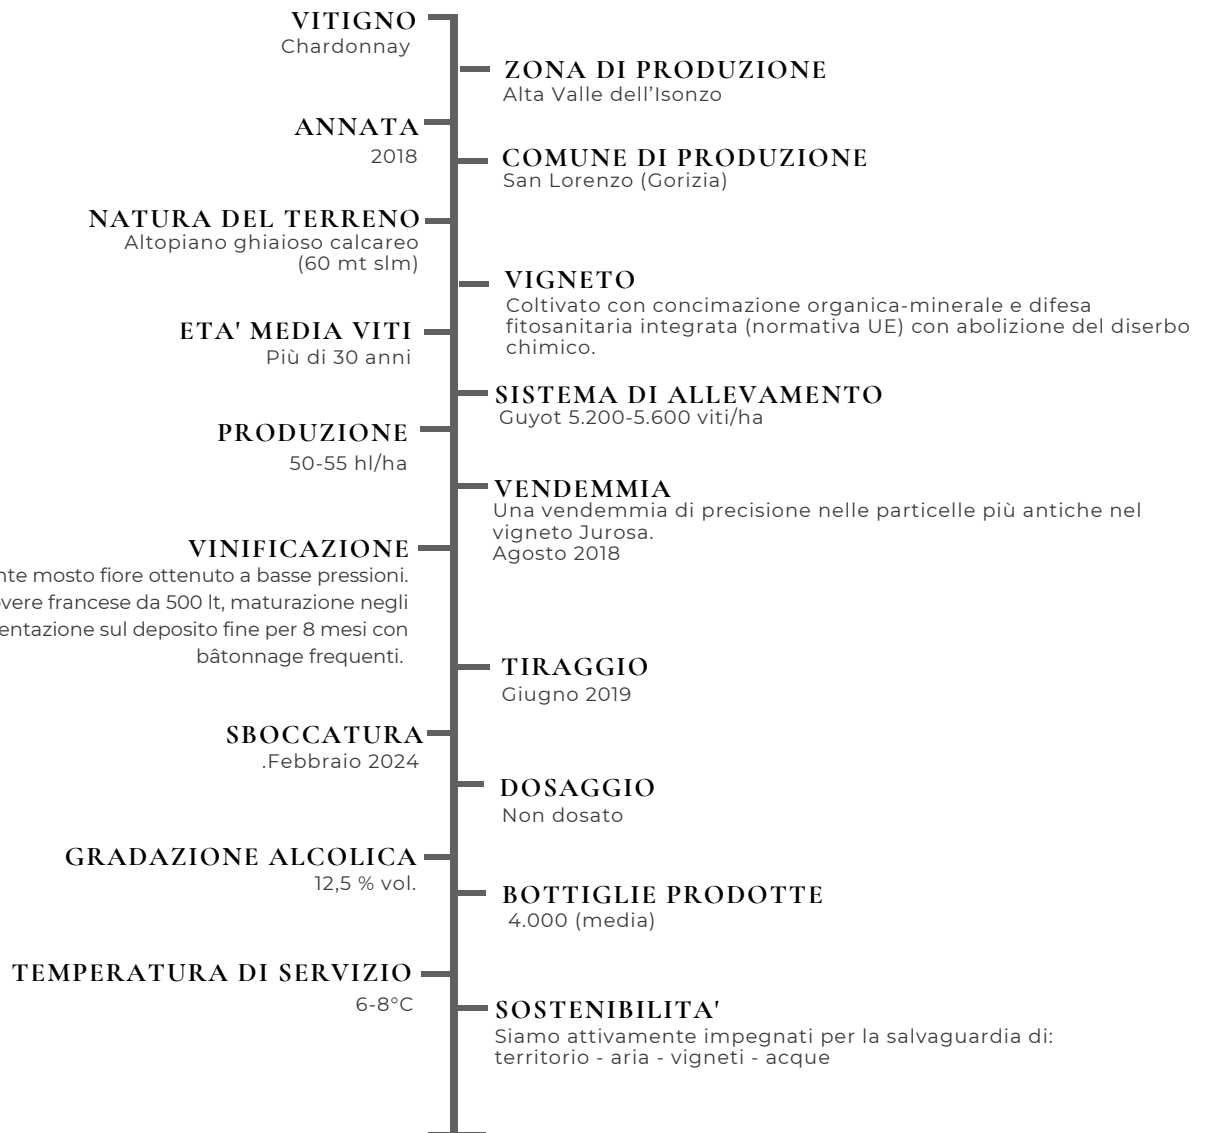 VITIGNO
Chardonnay
ZONA DI PRODUZIONE
Alta Valle dell’Isonzo
ANNATA
2018
COMUNE DI PRODUZIONE
San Lorenzo (Gorizia)
NATURA DEL TERRENO
Altopiano ghiaioso calcareo
(60 mt slm)
VIGNETO
Coltivato con concimazione organica-minerale e difesa
fitosanitaria integrata (normativa UE) con abolizione del diserbo
chimico.
ETA' MEDIA VITI
Più di 30 anni
SISTEMA DI ALLEVAMENTO
Guyot 5.200-5.600 viti/ha
PRODUZIONE
50-55 hl/ha
VENDEMMIA
Una vendemmia di precisione nelle particelle più antiche nel
vigneto Jurosa.
Agosto 2018
VINIFICAZIONE
mosto fiore ottenuto a basse pressioni.
francese da 500 lt, maturazione negli
sul deposito fine per 8 mesi con
bâtonnage frequenti.
TIRAGGIO
Giugno 2019
SBOCCATURA
.Febbraio 2024
DOSAGGIO
Non dosato
GRADAZIONE ALCOLICA
12,5 % vol.
BOTTIGLIE PRODOTTE
4.000 (media)
TEMPERATURA DI SERVIZIO
6-8°C
SOSTENIBILITA'
Siamo attivamente impegnati per la salvaguardia di:
territorio - aria - vigneti - acque